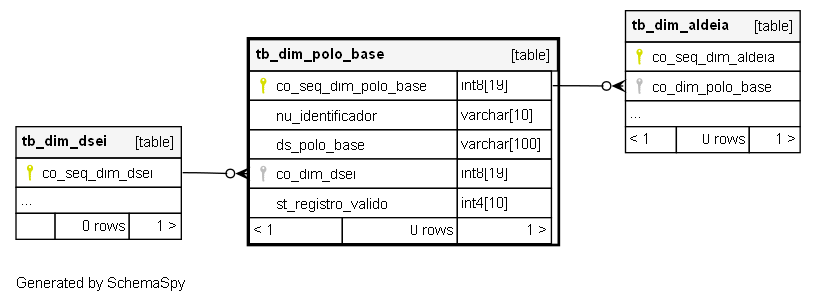 tb_dim_aldeia [table]
co_seq_dim_aldeia
co_dim_polo_base
...
< 1 0 rows 1 >
tb_dim_polo_base [table]
co_seq_dim_polo_base int8[19]
nu_identificador varchar[10]
ds_polo_base varchar[100]
co_dim_dsei int8[19]
st_registro_valido int4[10]
< 1 0 rows 1 >
tb_dim_dsei [table]
co_seq_dim_dsei
...
0 rows 1 >
Generated by SchemaSpy